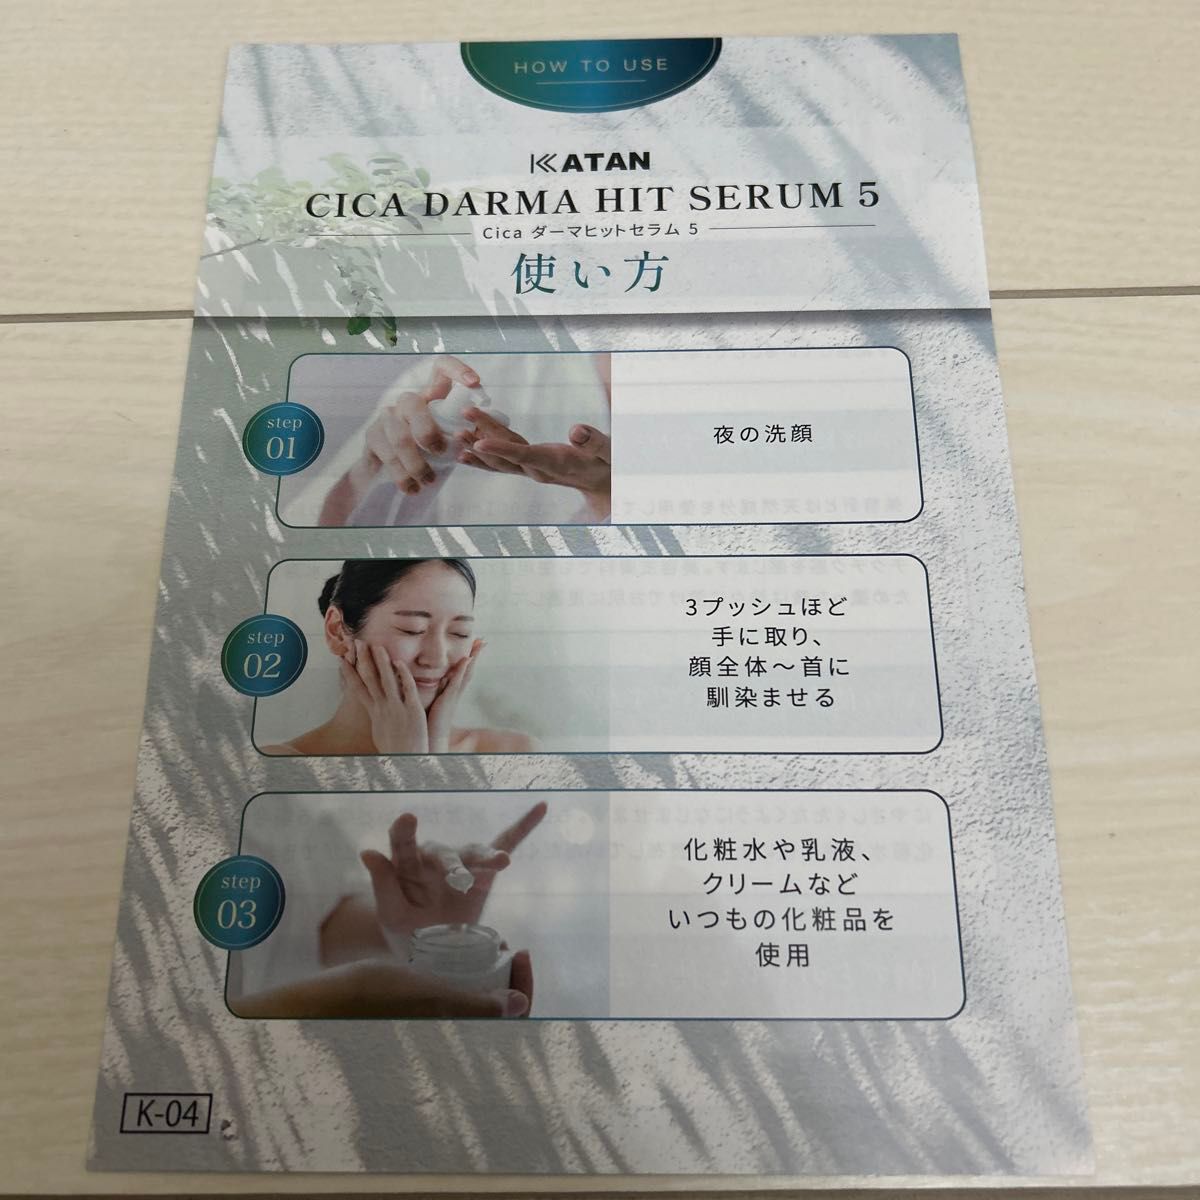 HOW TO USE
KATAN
CICA DARMA HIT SERUM 5
Cica ダーマヒットセラム 5
使い方
step
01
夜の洗顔
step
02
3プッシュほど
手に取り、
顔全体～首に
馴染ませる
step
03
化粧水や乳液、
クリームなど
いつもの化粧品を
使用
K-04